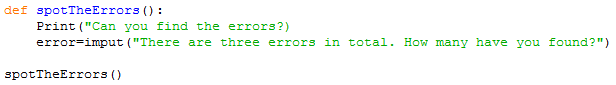 def spotTheErrors():
    Print("Can you find the errors?)
    error=imput("There are three errors in total. How many have you found?")
spotTheErrors()